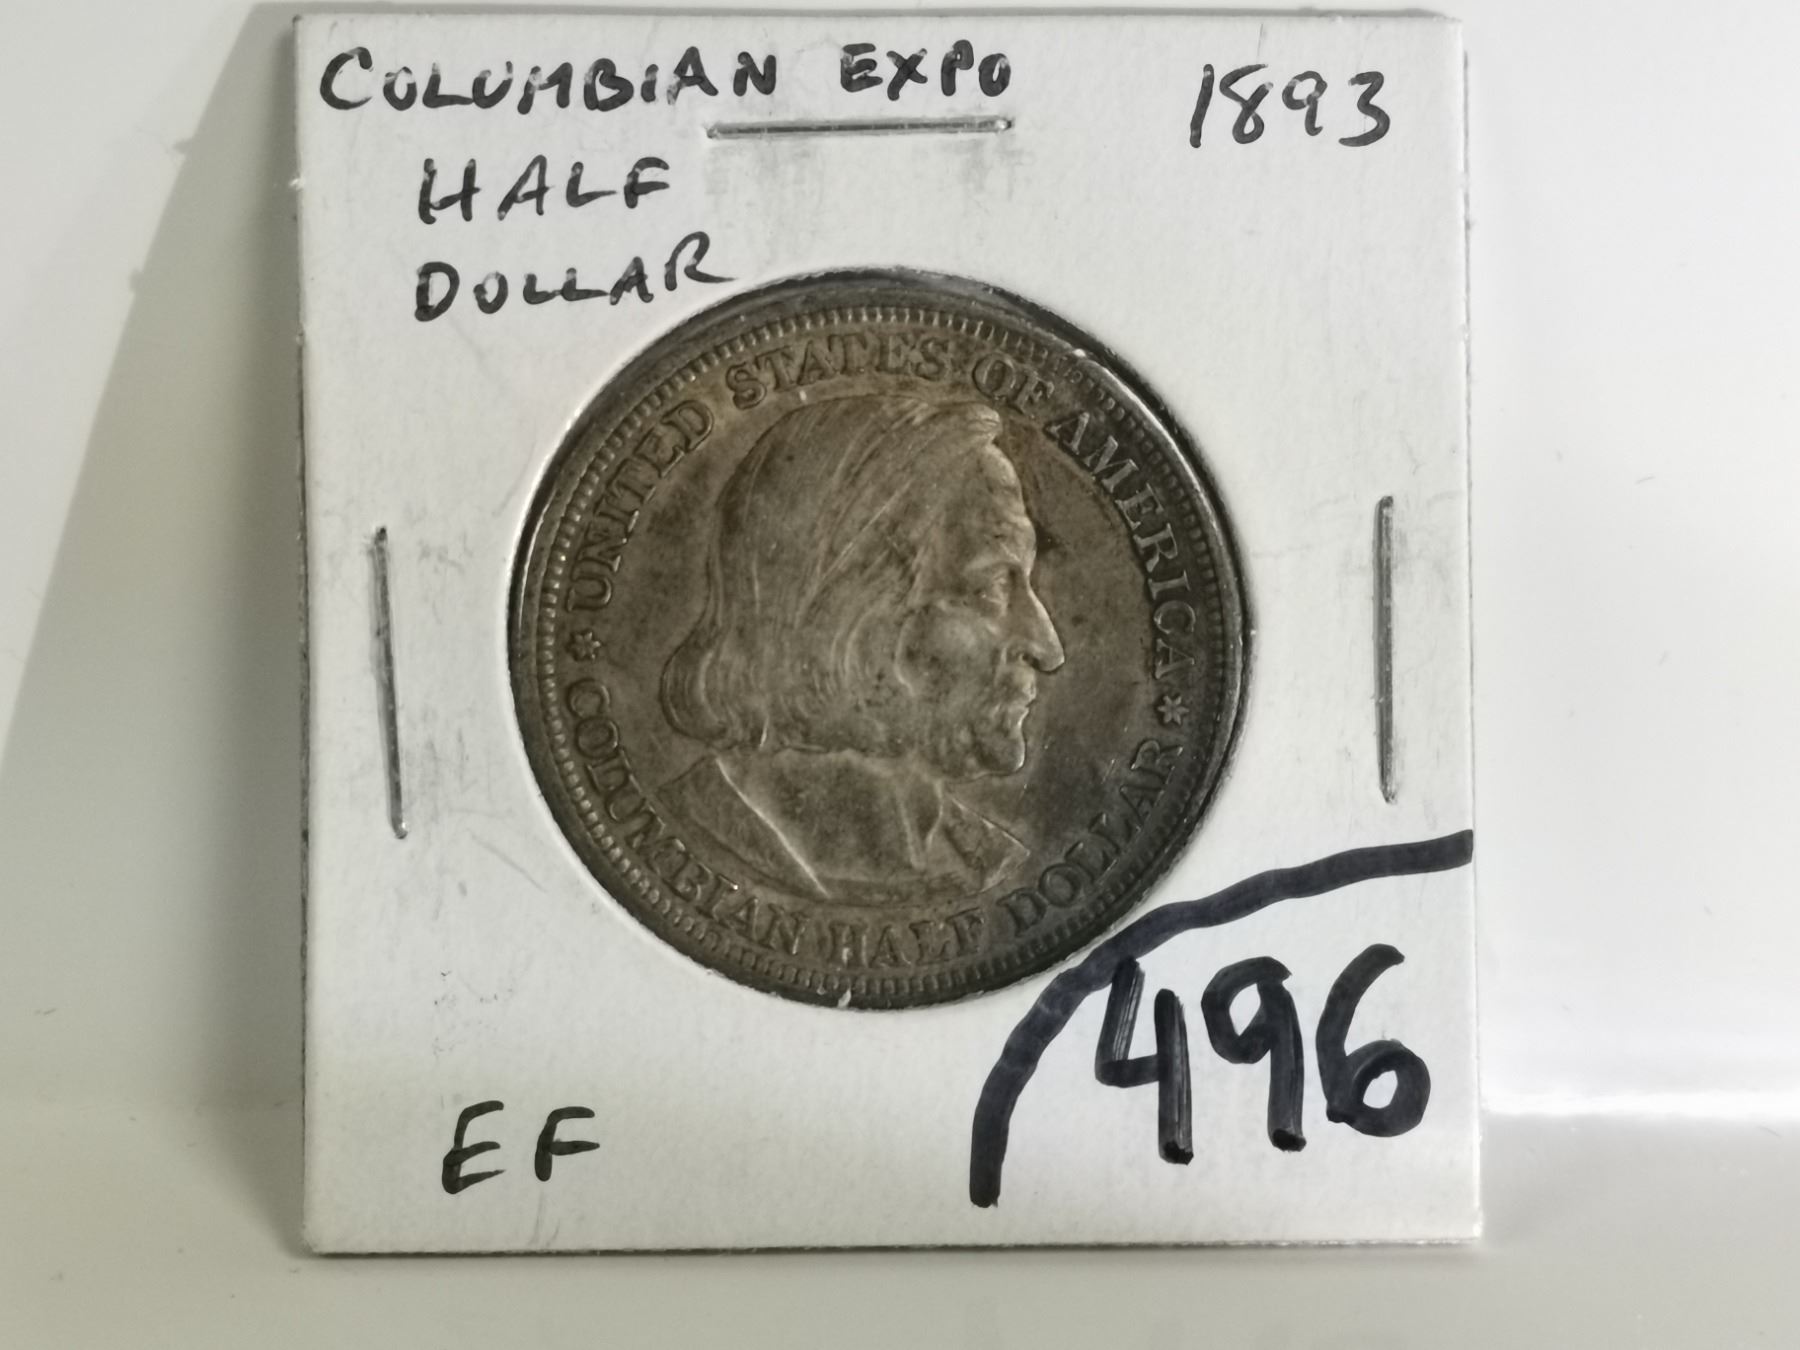 COLUMBIAN EXPO 1893
HALF
DOLLAR
UNITED STATES OF AMERICA
* COLUMBIAN HALF DOLLAR *
EF
496